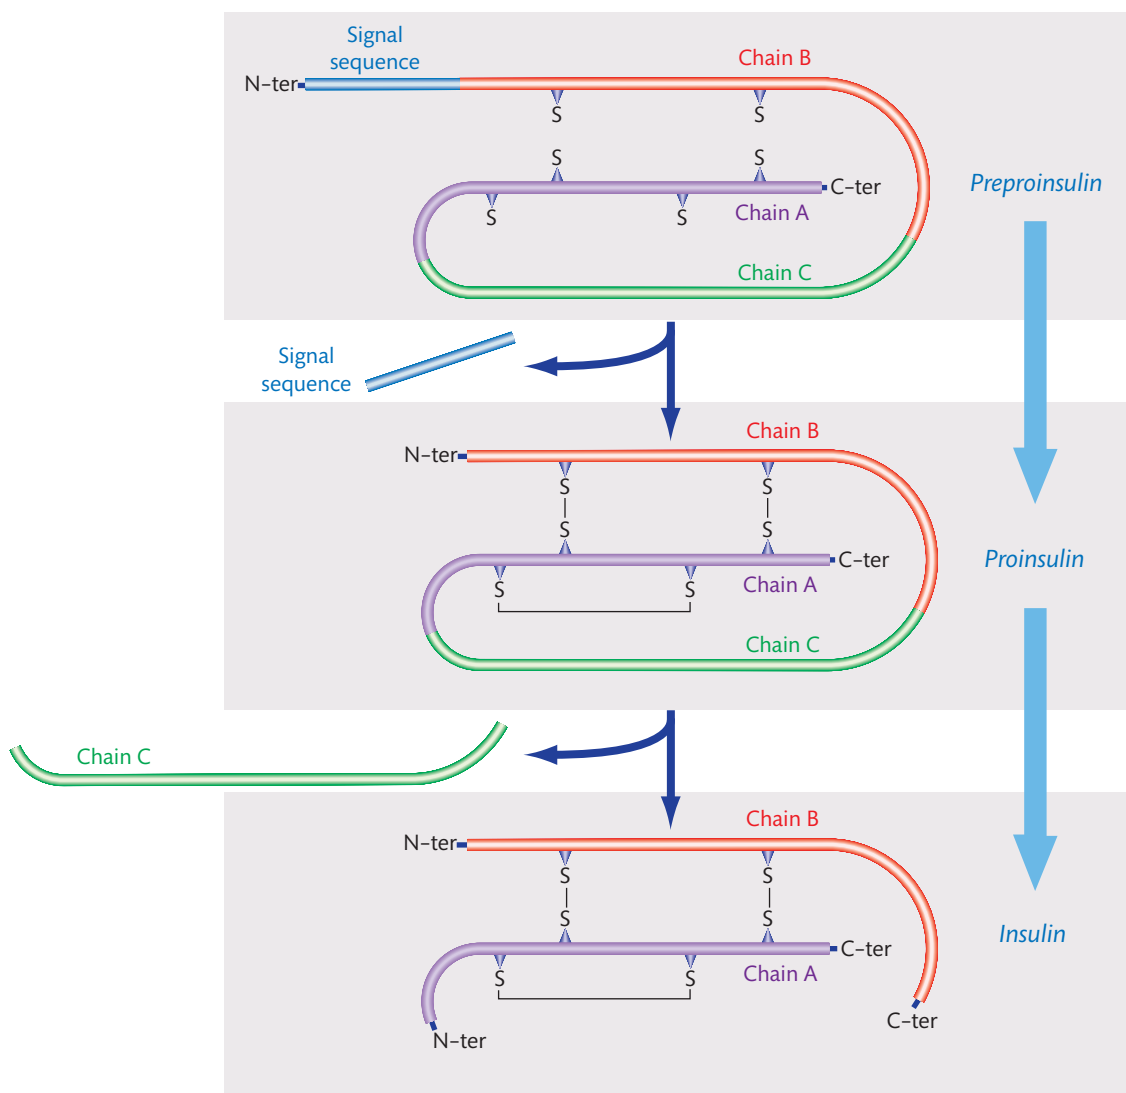 Signal
sequence
Chain B
N–ter
S
S
S
S
C–ter
Preproinsulin
S
S
Chain A
Chain C
Signal
sequence
Chain B
N–ter
S
S
S
S
C–ter
Proinsulin
S
S
Chain A
Chain C
Chain C
Chain B
N–ter
S
S
S
S
Insulin
C–ter
S
S
Chain A
C–ter
N–ter